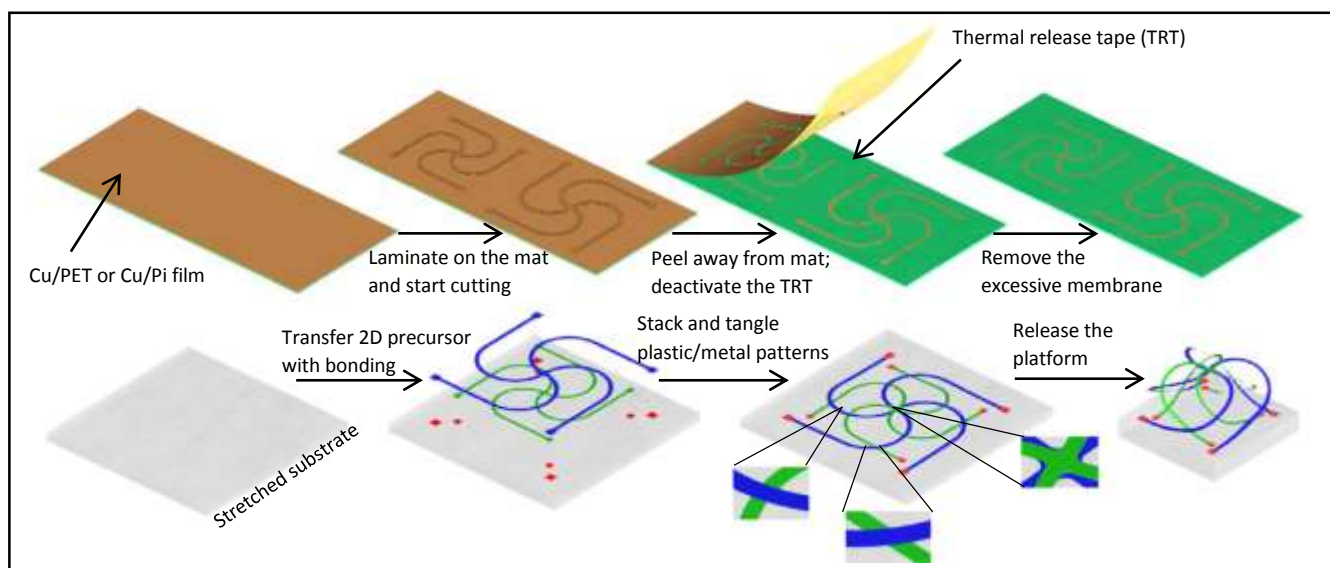 Thermal release tape (TRT)
Cu/PET or Cu/Pi film
Laminate on the mat
and start cutting
Peel away from mat;
deactivate the TRT
Remove the
excessive membrane
Stretched substrate
Transfer 2D precursor
with bonding
Stack and tangle
plastic/metal patterns
Release the
platform